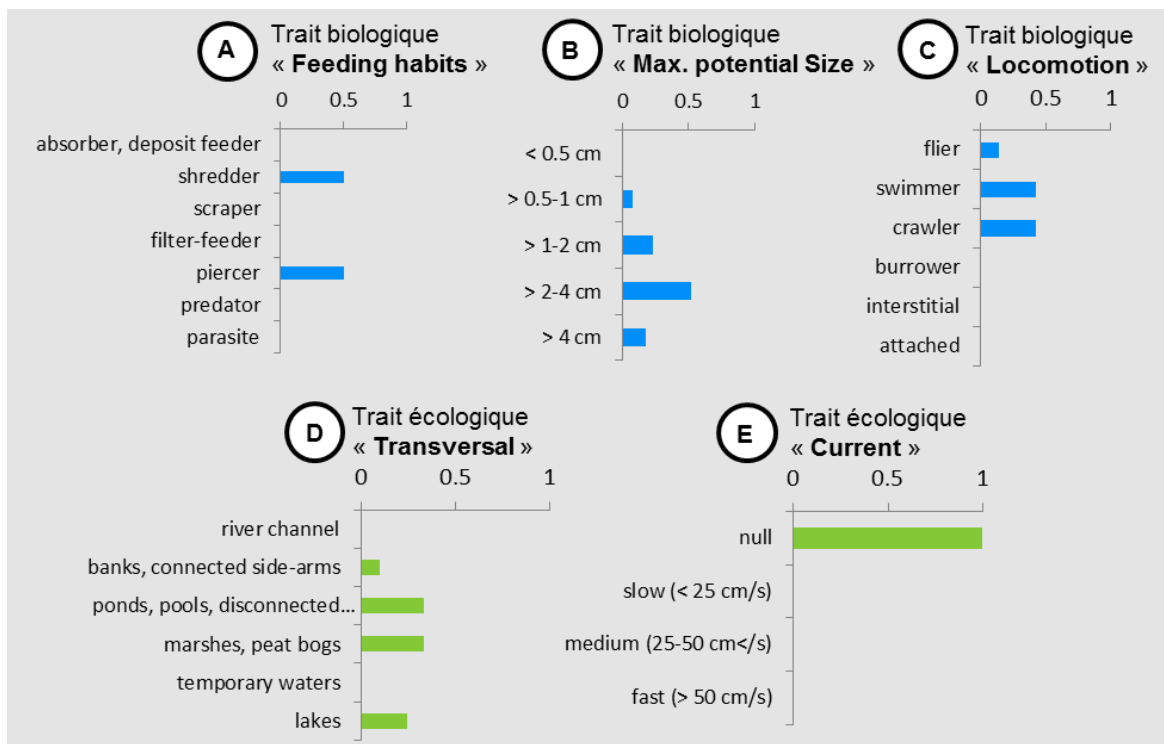 A
Trait biologique
« Feeding habits »
0 0.5 1
absorber, deposit feeder
shredder
scraper
filter-feeder
piercer
predator
parasite
B
Trait biologique
« Max. potential Size »
0 0.5 1
< 0.5 cm
> 0.5-1 cm
> 1-2 cm
> 2-4 cm
> 4 cm
C
Trait biologique
« Locomotion »
0 0.5 1
flier
swimmer
crawler
burrower
interstitial
attached
D
Trait écologique
« Transversal »
0 0.5 1
river channel
banks, connected side-arms
ponds, pools, disconnected...
marshes, peat bogs
temporary waters
lakes
E
Trait écologique
« Current »
0 0.5 1
null
slow (< 25 cm/s)
medium (25-50 cm</s)
fast (> 50 cm/s)